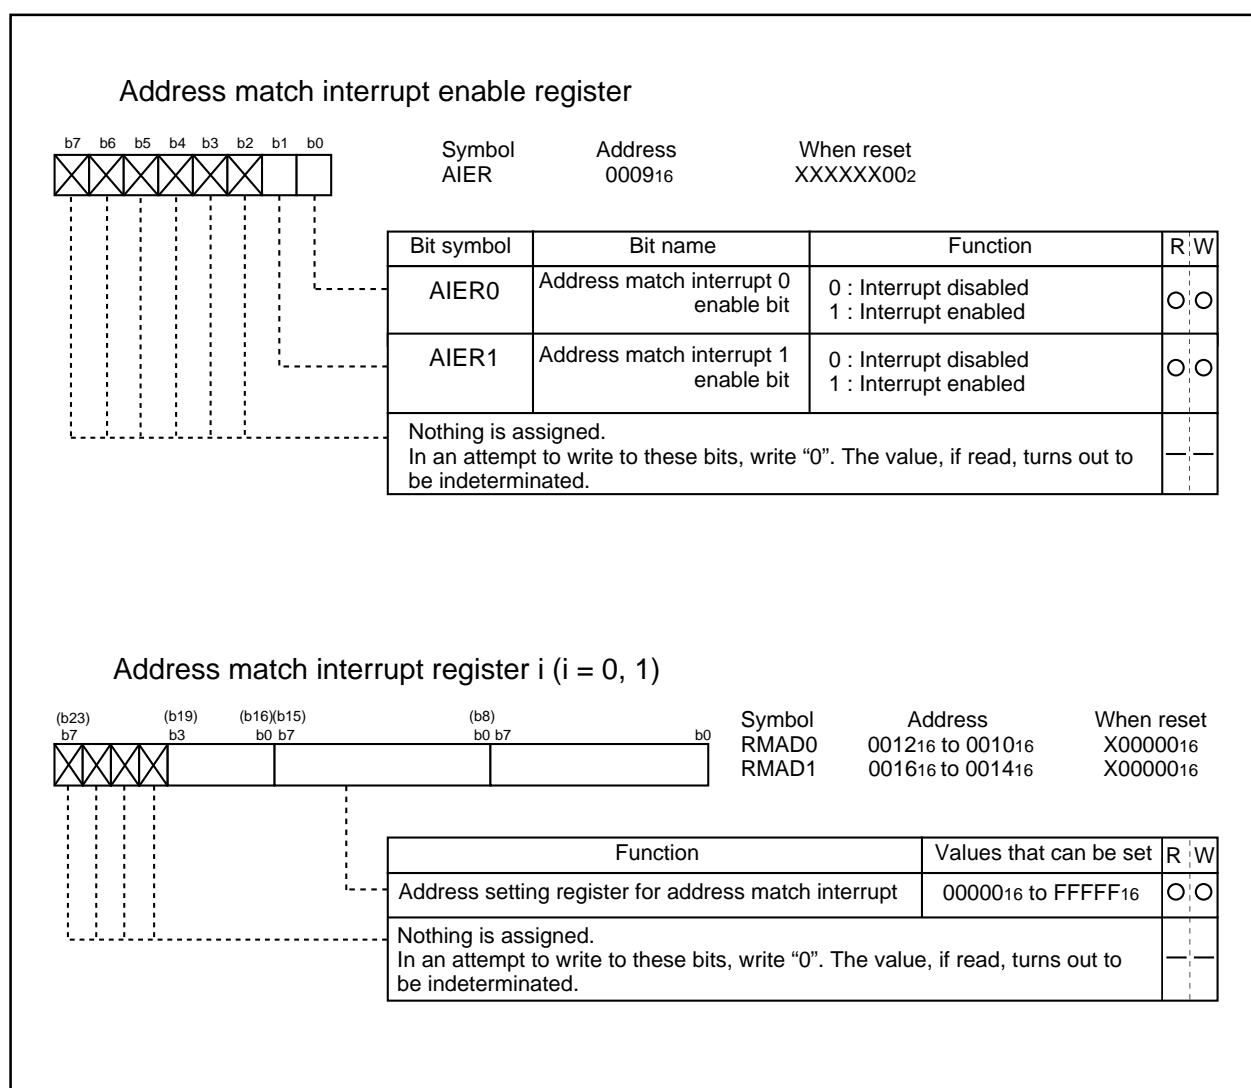 Address match interrupt enable register
b7 b6 b5 b4 b3 b2 b1 b0
Symbol Address When reset
AIER 000916 XXXXXX002
Bit symbol Bit name Function R W
AIER0 Address match interrupt 0 enable bit 0 : Interrupt disabled
1 : Interrupt enabled
AIER1 Address match interrupt 1 enable bit 0 : Interrupt disabled
1 : Interrupt enabled
Nothing is assigned.
In an attempt to write to these bits, write “0”. The value, if read, turns out to
be indeterminated.
Address match interrupt register i (i = 0, 1)
(b23) (b19) (b16)(b15) (b8)
b7 b3 b0 b7 b0 b7 b0
Symbol Address When reset
RMAD0 001216 to 001016 X0000016
RMAD1 001616 to 001416 X0000016
Function Values that can be set R W
Address setting register for address match interrupt 0000016 to FFFFF16
Nothing is assigned.
In an attempt to write to these bits, write “0”. The value, if read, turns out to
be indeterminated.